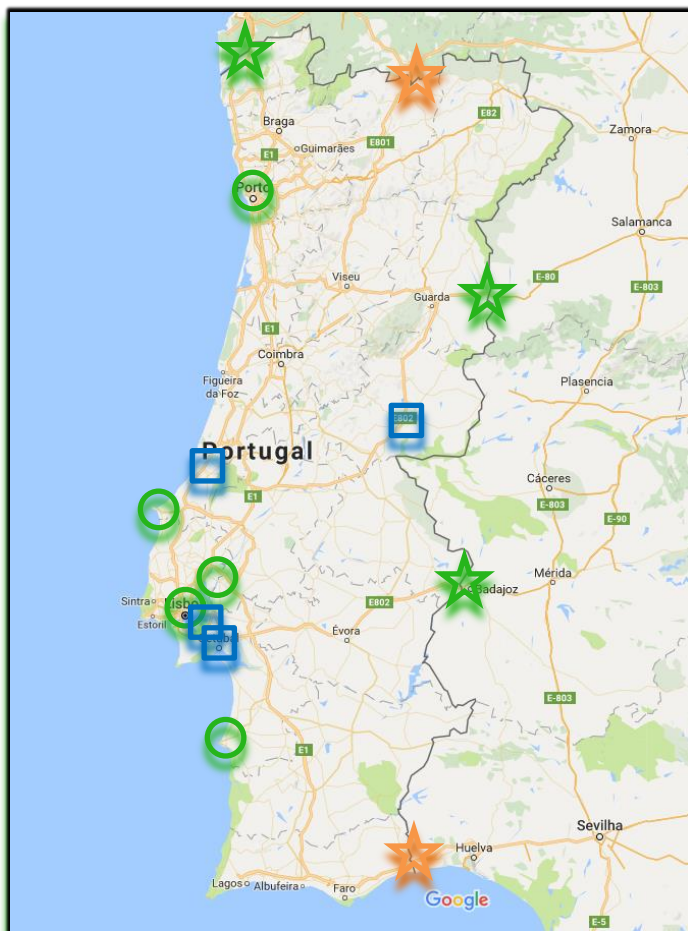 Braga
E82
Zamora
E801
E1
Guimarães
Porto
Salamanca
Viseu
E-80
Guarda
E-803
E1
Coimbra
Figueira
da Foz
Plasencia
E802
Portugal
Cáceres
E1
E-803
E-90
Mérida
Badajoz
Sintra
E802
Estoril
Évora
E-803
E1
Sevilha
Huelva
Lagos
Albufeira
Faro
Google
E-5